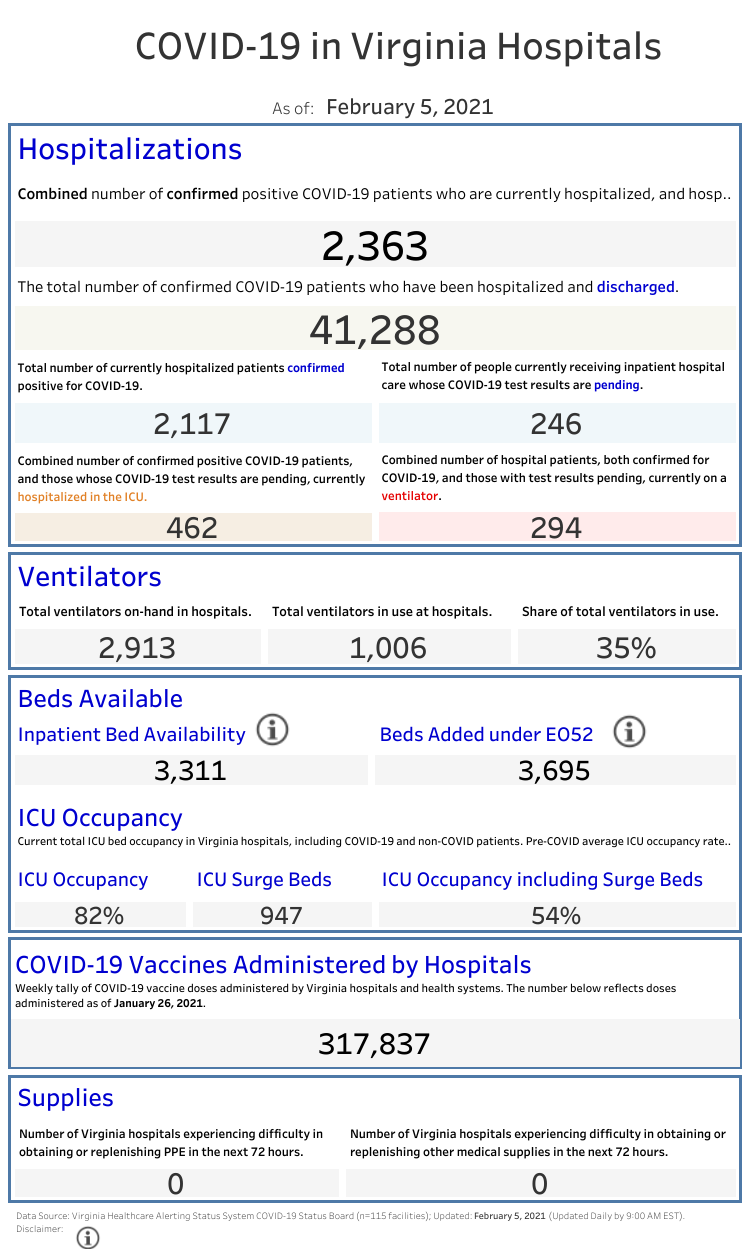 COVID-19 in Virginia Hospitals
As of: February 5, 2021
Hospitalizations
Combined number of confirmed positive COVID-19 patients who are currently hospitalized, and hosp..
2,363
The total number of confirmed COVID-19 patients who have been hospitalized and discharged.
41,288
Total number of currently hospitalized patients confirmed
positive for COVID-19.
2,117
Total number of people currently receiving inpatient hospital
care whose COVID-19 test results are pending.
246
Combined number of confirmed positive COVID-19 patients,
and those whose COVID-19 test results are pending, currently
hospitalized in the ICU.
462
Combined number of hospital patients, both confirmed for
COVID-19, and those with test results pending, currently on a
ventilator.
294
Ventilators
Total ventilators on-hand in hospitals.
2,913
Total ventilators in use at hospitals.
1,006
Share of total ventilators in use.
35%
Beds Available
Inpatient Bed Availability
3,311
Beds Added under EO52
3,695
ICU Occupancy
Current total ICU bed occupancy in Virginia hospitals, including COVID-19 and non-COVID patients. Pre-COVID average ICU occupancy rate..
ICU Occupancy
82%
ICU Surge Beds
947
ICU Occupancy including Surge Beds
54%
COVID-19 Vaccines Administered by Hospitals
Weekly tally of COVID-19 vaccine doses administered by Virginia hospitals and health systems. The number below reflects doses
administered as of January 26, 2021.
317,837
Supplies
Number of Virginia hospitals experiencing difficulty in
obtaining or replenishing PPE in the next 72 hours.
0
Number of Virginia hospitals experiencing difficulty in obtaining or
replenishing other medical supplies in the next 72 hours.
0
Data Source: Virginia Healthcare Alerting Status System COVID-19 Status Board (n=115 facilities); Updated: February 5, 2021 (Updated Daily by 9:00 AM EST).
Disclaimer: